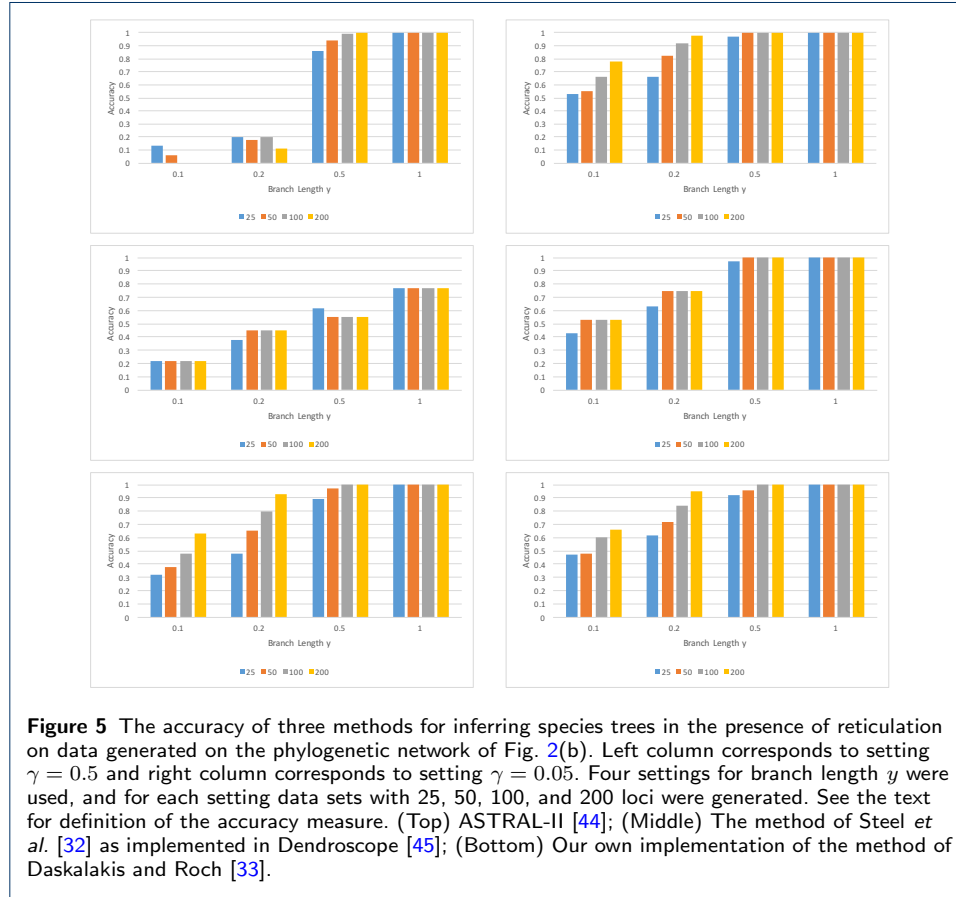 1
0.9
0.8
0.7
0.6
0.5
0.4
0.3
0.2
0.1
0
Accuracy
0.1 0.2 0.5 1
Branch Length y
25 50 100 200
1
0.9
0.8
0.7
0.6
0.5
0.4
0.3
0.2
0.1
0
Accuracy
0.1 0.2 0.5 1
Branch Length y
25 50 100 200
1
0.9
0.8
0.7
0.6
0.5
0.4
0.3
0.2
0.1
0
Accuracy
0.1 0.2 0.5 1
Branch Length y
25 50 100 200
1
0.9
0.8
0.7
0.6
0.5
0.4
0.3
0.2
0.1
0
Accuracy
0.1 0.2 0.5 1
Branch Length y
25 50 100 200
1
0.9
0.8
0.7
0.6
0.5
0.4
0.3
0.2
0.1
0
Accuracy
0.1 0.2 0.5 1
Branch Length y
25 50 100 200
1
0.9
0.8
0.7
0.6
0.5
0.4
0.3
0.2
0.1
0
Accuracy
0.1 0.2 0.5 1
Branch Length y
25 50 100 200
Figure 5 The accuracy of three methods for inferring species trees in the presence of reticulation
on data generated on the phylogenetic network of Fig. 2(b). Left column corresponds to setting
γ = 0.5 and right column corresponds to setting γ = 0.05. Four settings for branch length y were
used, and for each setting data sets with 25, 50, 100, and 200 loci were generated. See the text
for definition of the accuracy measure. (Top) ASTRAL-II [44]; (Middle) The method of Steel et
al. [32] as implemented in Dendroscope [45]; (Bottom) Our own implementation of the method of
Daskalakis and Roch [33].